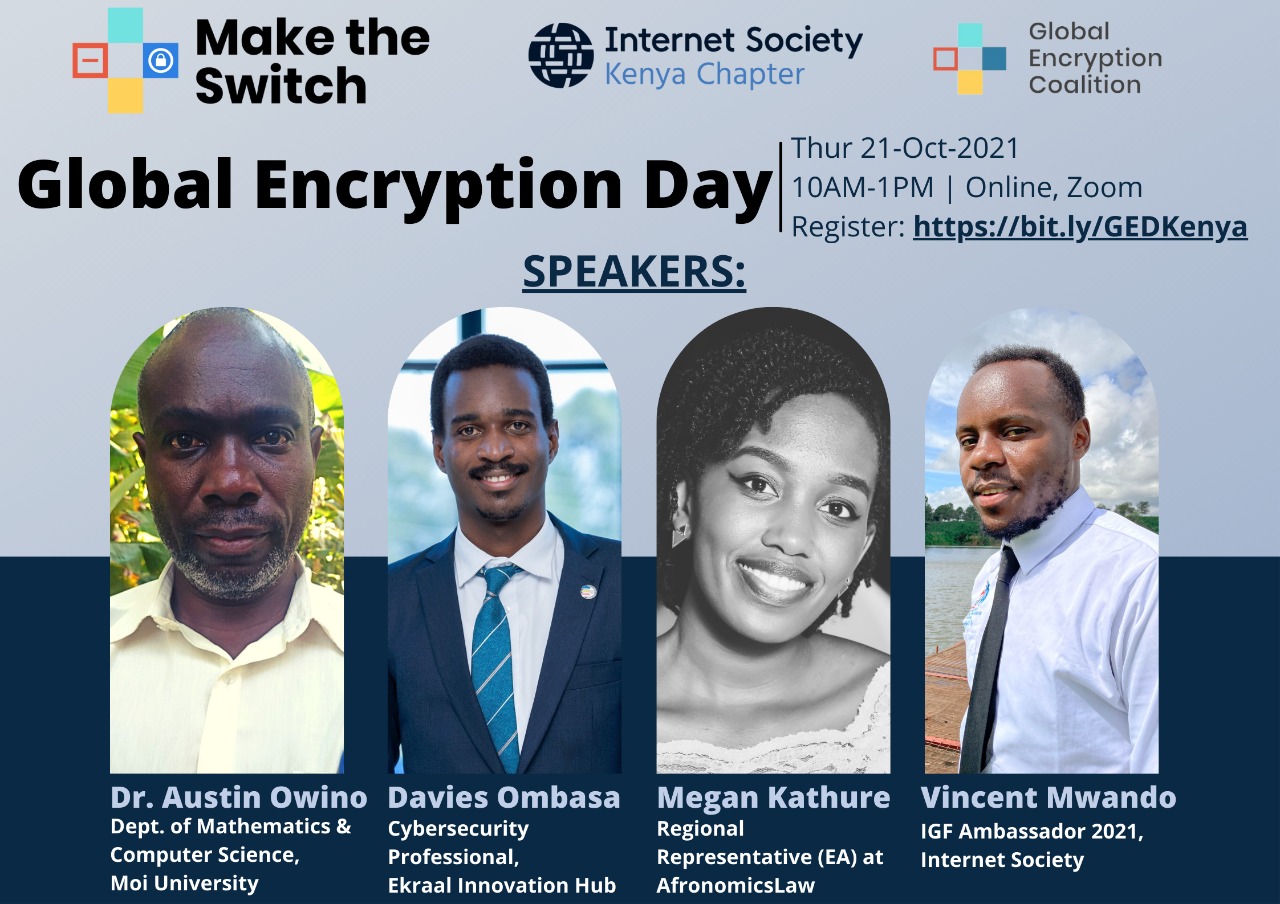 Make the
Switch
Internet Society
Kenya Chapter
Global
Encryption
Coalition
Global Encryption Day
Thur 21-Oct-2021
10AM-1PM | Online, Zoom
Register: https://bit.ly/GEDKenya
SPEAKERS:
Dr. Austin Owino
Dept. of Mathematics &
Computer Science,
Moi University
Davies Ombasa
Cybersecurity
Professional,
Ekraal Innovation Hub
Megan Kathure
Regional
Representative (EA) at
AfronomicsLaw
Vincent Mwando
IGF Ambassador 2021,
Internet Society